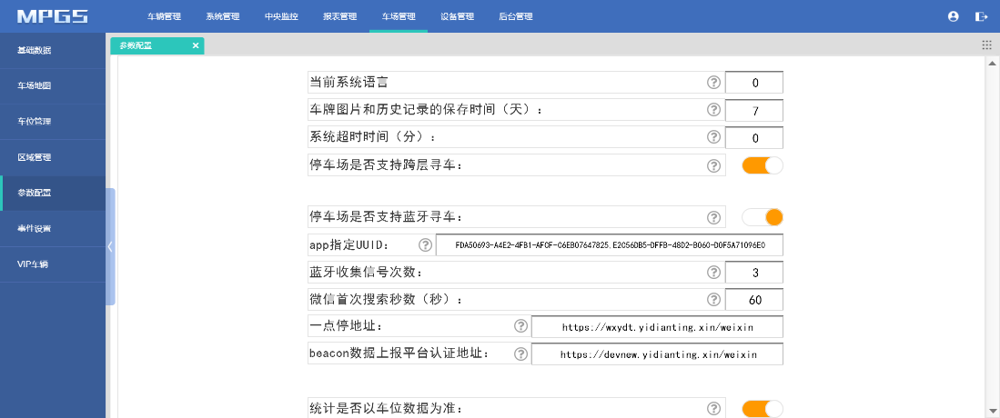 MPGS 车辆管理 系统管理 中央监控 报表管理 车场管理 设备管理 后台管理
基础数据
车场地图
车位管理
区域管理
参数配置
事件设置
VIP车辆
参数配置 ×
当前系统语言 ? 0
车牌图片和历史记录的保存时间（天）： ? 7
系统超时时间（分）： ? 0
停车场是否支持跨层寻车： ?
停车场是否支持蓝牙寻车： ?
app指定UUID： ? FDA50693-A4E2-4FB1-AFCF-C6EB07647825,E2C56DB5-DFFB-48D2-B060-D0F5A71096E0
蓝牙收集信号次数： ? 3
微信首次搜索秒数（秒）： ? 60
一点停地址： ? https://wxydt.yidianting.xin/weixin
beacon数据上报平台认证地址： ? https://devnew.yidianting.xin/weixin
统计是否以车位数据为准： ?